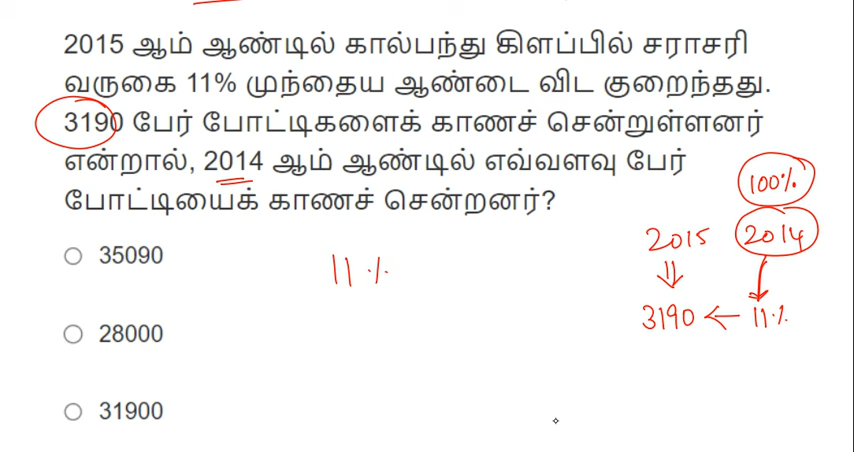 2015 ஆம் ஆண்டில் கால்பந்து கிளப்பில் சராசரி
வருகை 11% முந்தைய ஆண்டை விட குறைந்தது.
3190 பேர் போட்டிகளைக் காணச் சென்றுள்ளனர்
என்றால், 2014 ஆம் ஆண்டில் எவ்வளவு பேர்
போட்டியைக் காணச் சென்றனர்?
100%
2015 2014
35090
11%
3190 ← 11%
28000
31900